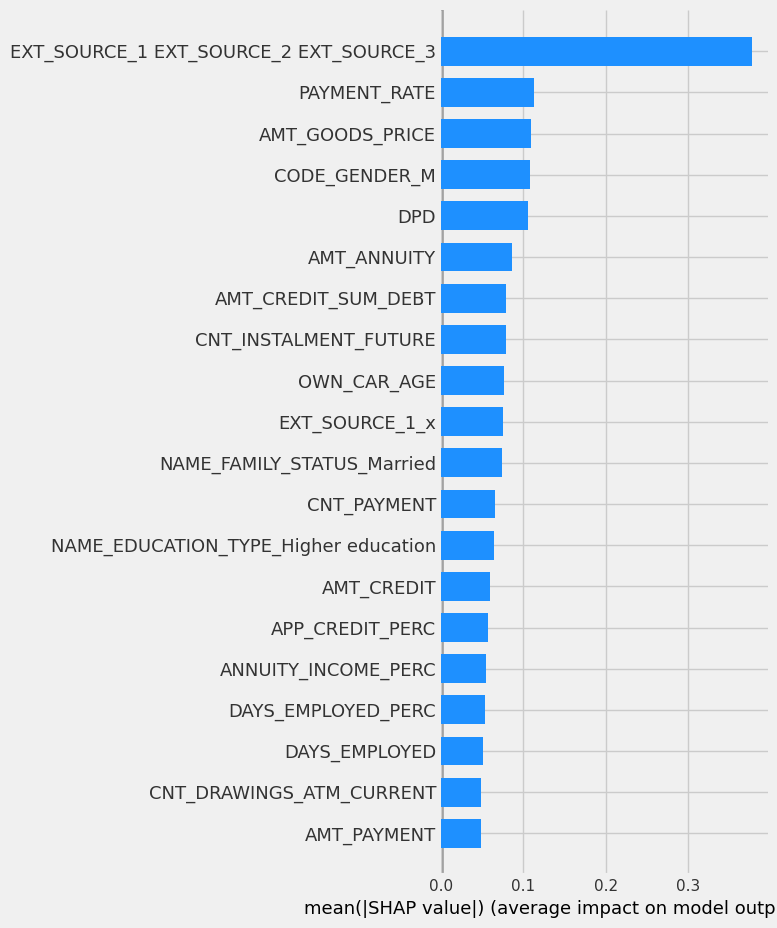 EXT_SOURCE_1 EXT_SOURCE_2 EXT_SOURCE_3
PAYMENT_RATE
AMT_GOODS_PRICE
CODE_GENDER_M
DPD
AMT_ANNUITY
AMT_CREDIT_SUM_DEBT
CNT_INSTALMENT_FUTURE
OWN_CAR_AGE
EXT_SOURCE_1_x
NAME_FAMILY_STATUS_Married
CNT_PAYMENT
NAME_EDUCATION_TYPE_Higher education
AMT_CREDIT
APP_CREDIT_PERC
ANNUITY_INCOME_PERC
DAYS_EMPLOYED_PERC
DAYS_EMPLOYED
CNT_DRAWINGS_ATM_CURRENT
AMT_PAYMENT
0.0 0.1 0.2 0.3
mean(|SHAP value|) (average impact on model outp